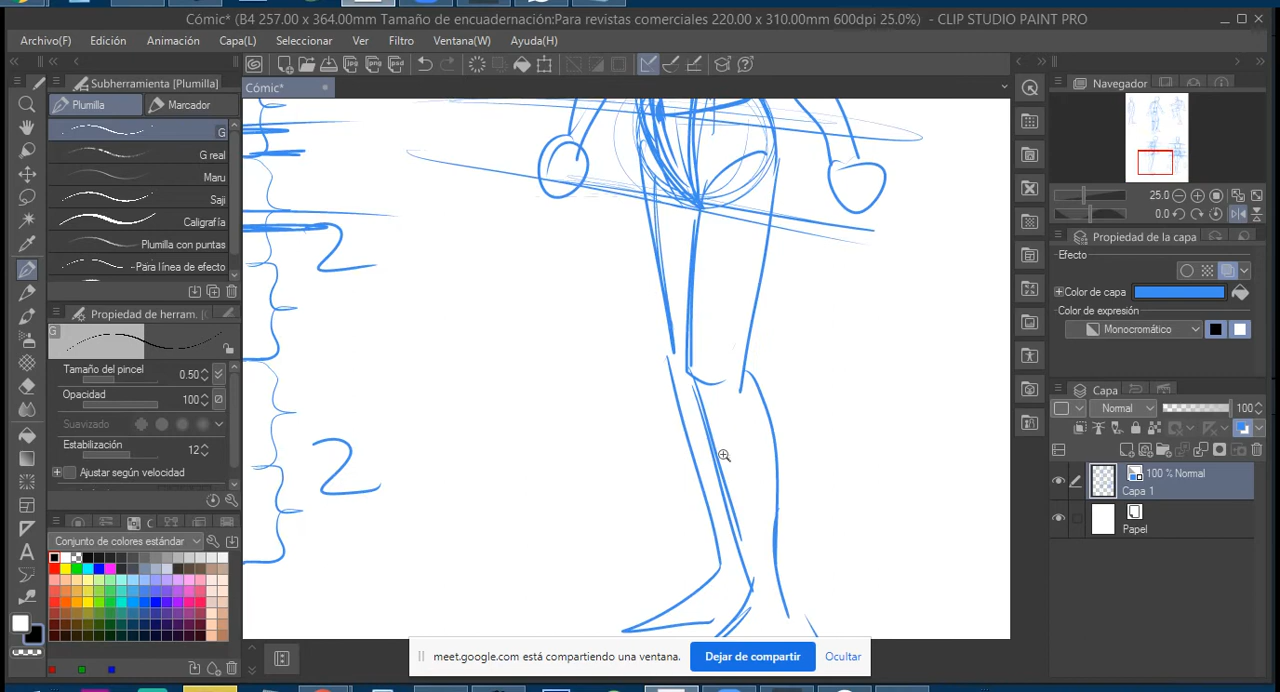 Cómic* (B4 257.00 x 364.00mm Tamaño de encuadernación:Para revistas comerciales 220.00 x 310.00mm 600dpi 25.0%) - CLIP STUDIO PAINT PRO
Archivo(F) Edición Animación Capa(L) Seleccionar Ver Filtro Ventana(W) Ayuda(H)
Subherramienta [Plumilla]
Cómic*
Navegador
Plumilla Marcador
G
G real
Maru
Saji
Caligrafía
Plumilla con puntas
Para línea de efecto
25.0
0.0
Propiedad de la capa
Efecto
Color de capa
Color de expresión
Monocromático
Propiedad de herram.
G
Tamaño del pincel 0.50
Opacidad 100
Suavizado
Estabilización 12
Ajustar según velocidad
Conjunto de colores estándar
Capa
Normal 100
100 % Normal
Capa 1
Papel
2
2
A
meet.google.com está compartiendo una ventana. Dejar de compartir Ocultar